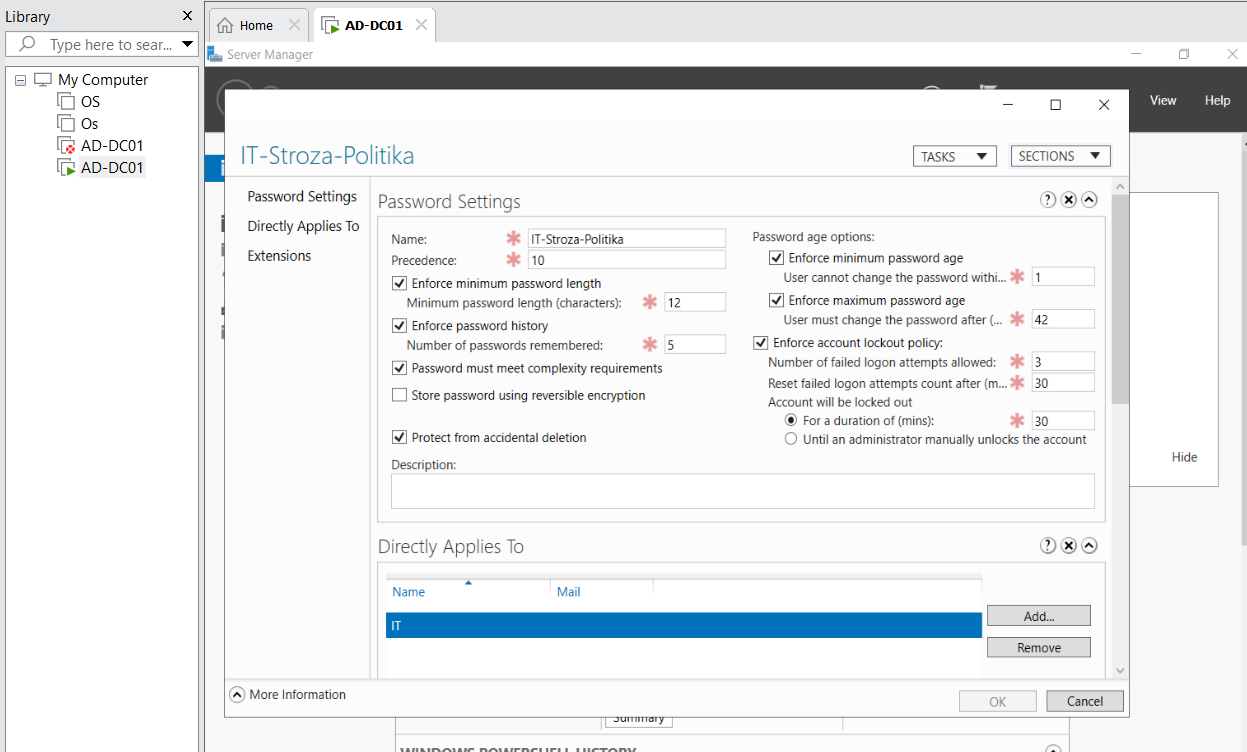 Library
Home
AD-DC01
Type here to sear...
Server Manager
My Computer
OS
Os
AD-DC01
AD-DC01
View
Help
IT-Stroza-Politika
TASKS
SECTIONS
Password Settings
Directly Applies To
Extensions
Password Settings
Name:
IT-Stroza-Politika
Precedence:
10
Enforce minimum password length
Minimum password length (characters):
12
Enforce password history
Number of passwords remembered:
5
Password must meet complexity requirements
Store password using reversible encryption
Protect from accidental deletion
Password age options:
Enforce minimum password age
User cannot change the password withi...
1
Enforce maximum password age
User must change the password after (...
42
Enforce account lockout policy:
Number of failed logon attempts allowed:
3
Reset failed logon attempts count after (m...
30
Account will be locked out
For a duration of (mins):
30
Until an administrator manually unlocks the account
Description:
Hide
Directly Applies To
Name
Mail
IT
Add...
Remove
More Information
OK
Cancel
Summary
WINDOWS POWERSHELL HISTORY